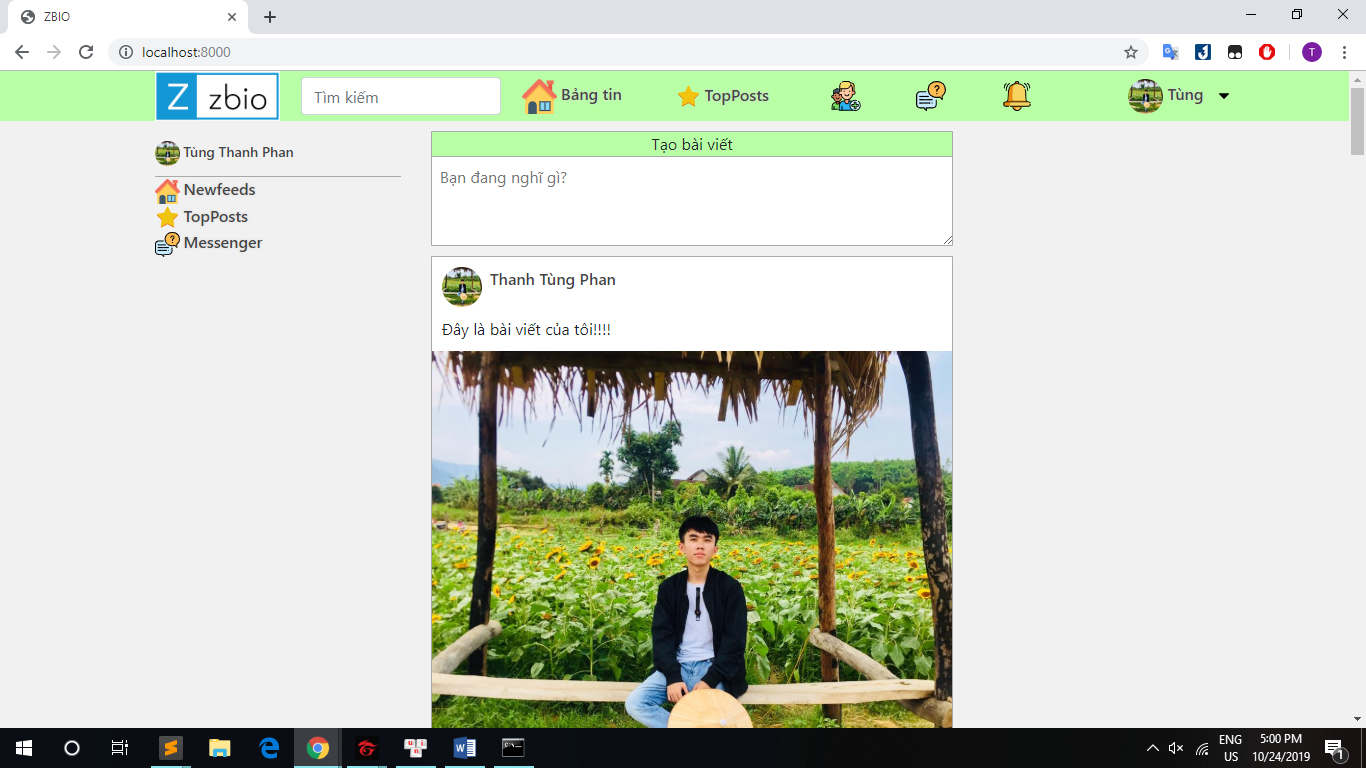 ZBIO
localhost:8000
T
Z zbio
Tìm kiếm
Bảng tin
TopPosts
Tùng
Tùng Thanh Phan
Newfeeds
TopPosts
Messenger
Tạo bài viết
Bạn đang nghĩ gì?
Thanh Tùng Phan
Đây là bài viết của tôi!!!!
ENG
US
5:00 PM
10/24/2019
1